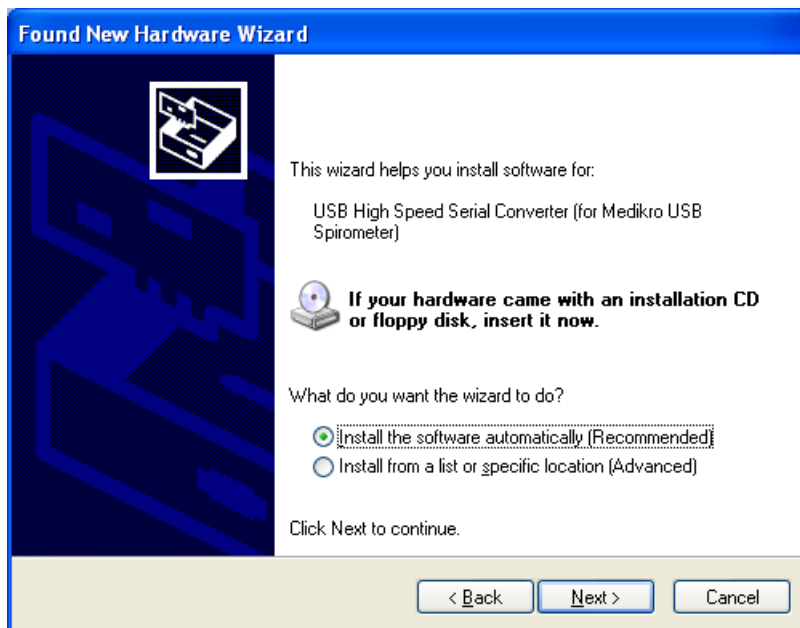 Found New Hardware Wizard
This wizard helps you install software for:
USB High Speed Serial Converter (for Medikro USB
Spirometer)
If your hardware came with an installation CD
or floppy disk, insert it now.
What do you want the wizard to do?
Install the software automatically (Recommended)
Install from a list or specific location (Advanced)
Click Next to continue.
< Back
Next >
Cancel